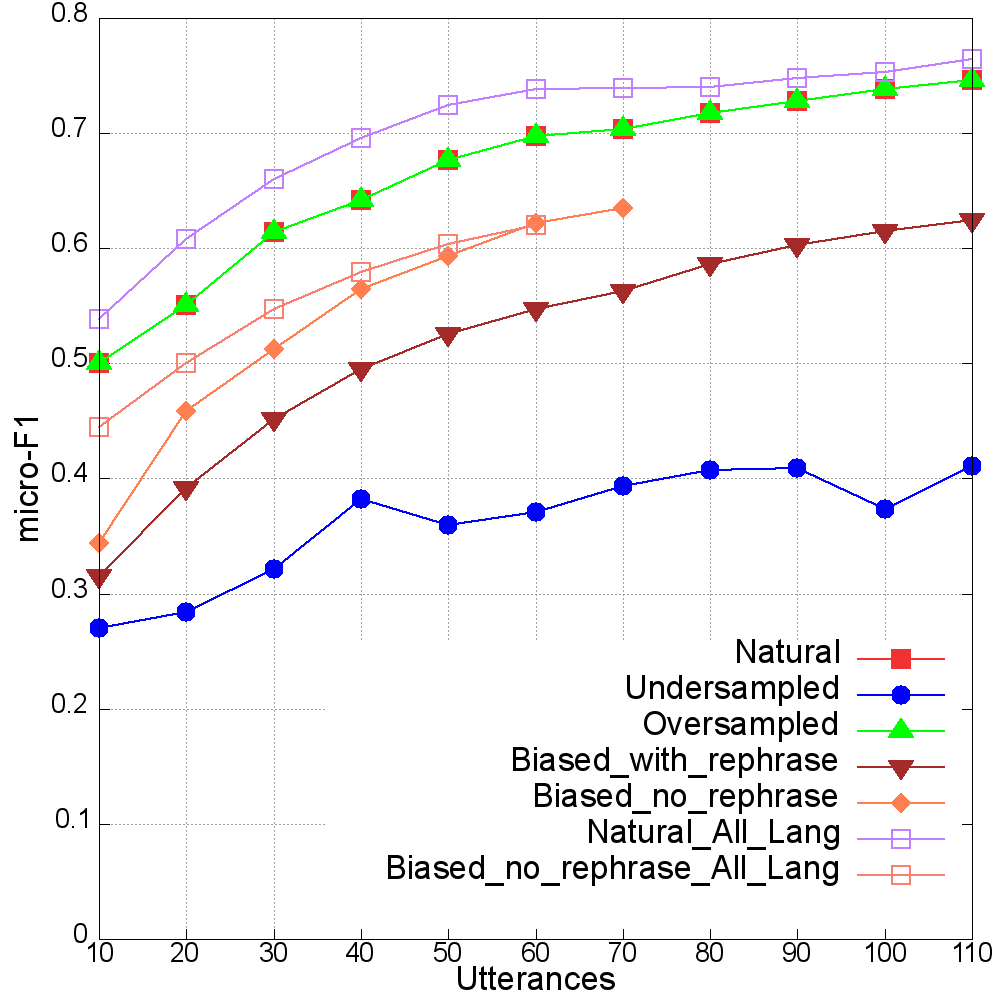 0.8
0.7
0.6
0.5
0.4
0.3
0.2
0.1
0
micro-F1
10 20 30 40 50 60 70 80 90 100 110
Utterances
Natural
Undersampled
Oversampled
Biased_with_rephrase
Biased_no_rephrase
Natural_All_Lang
Biased_no_rephrase_All_Lang